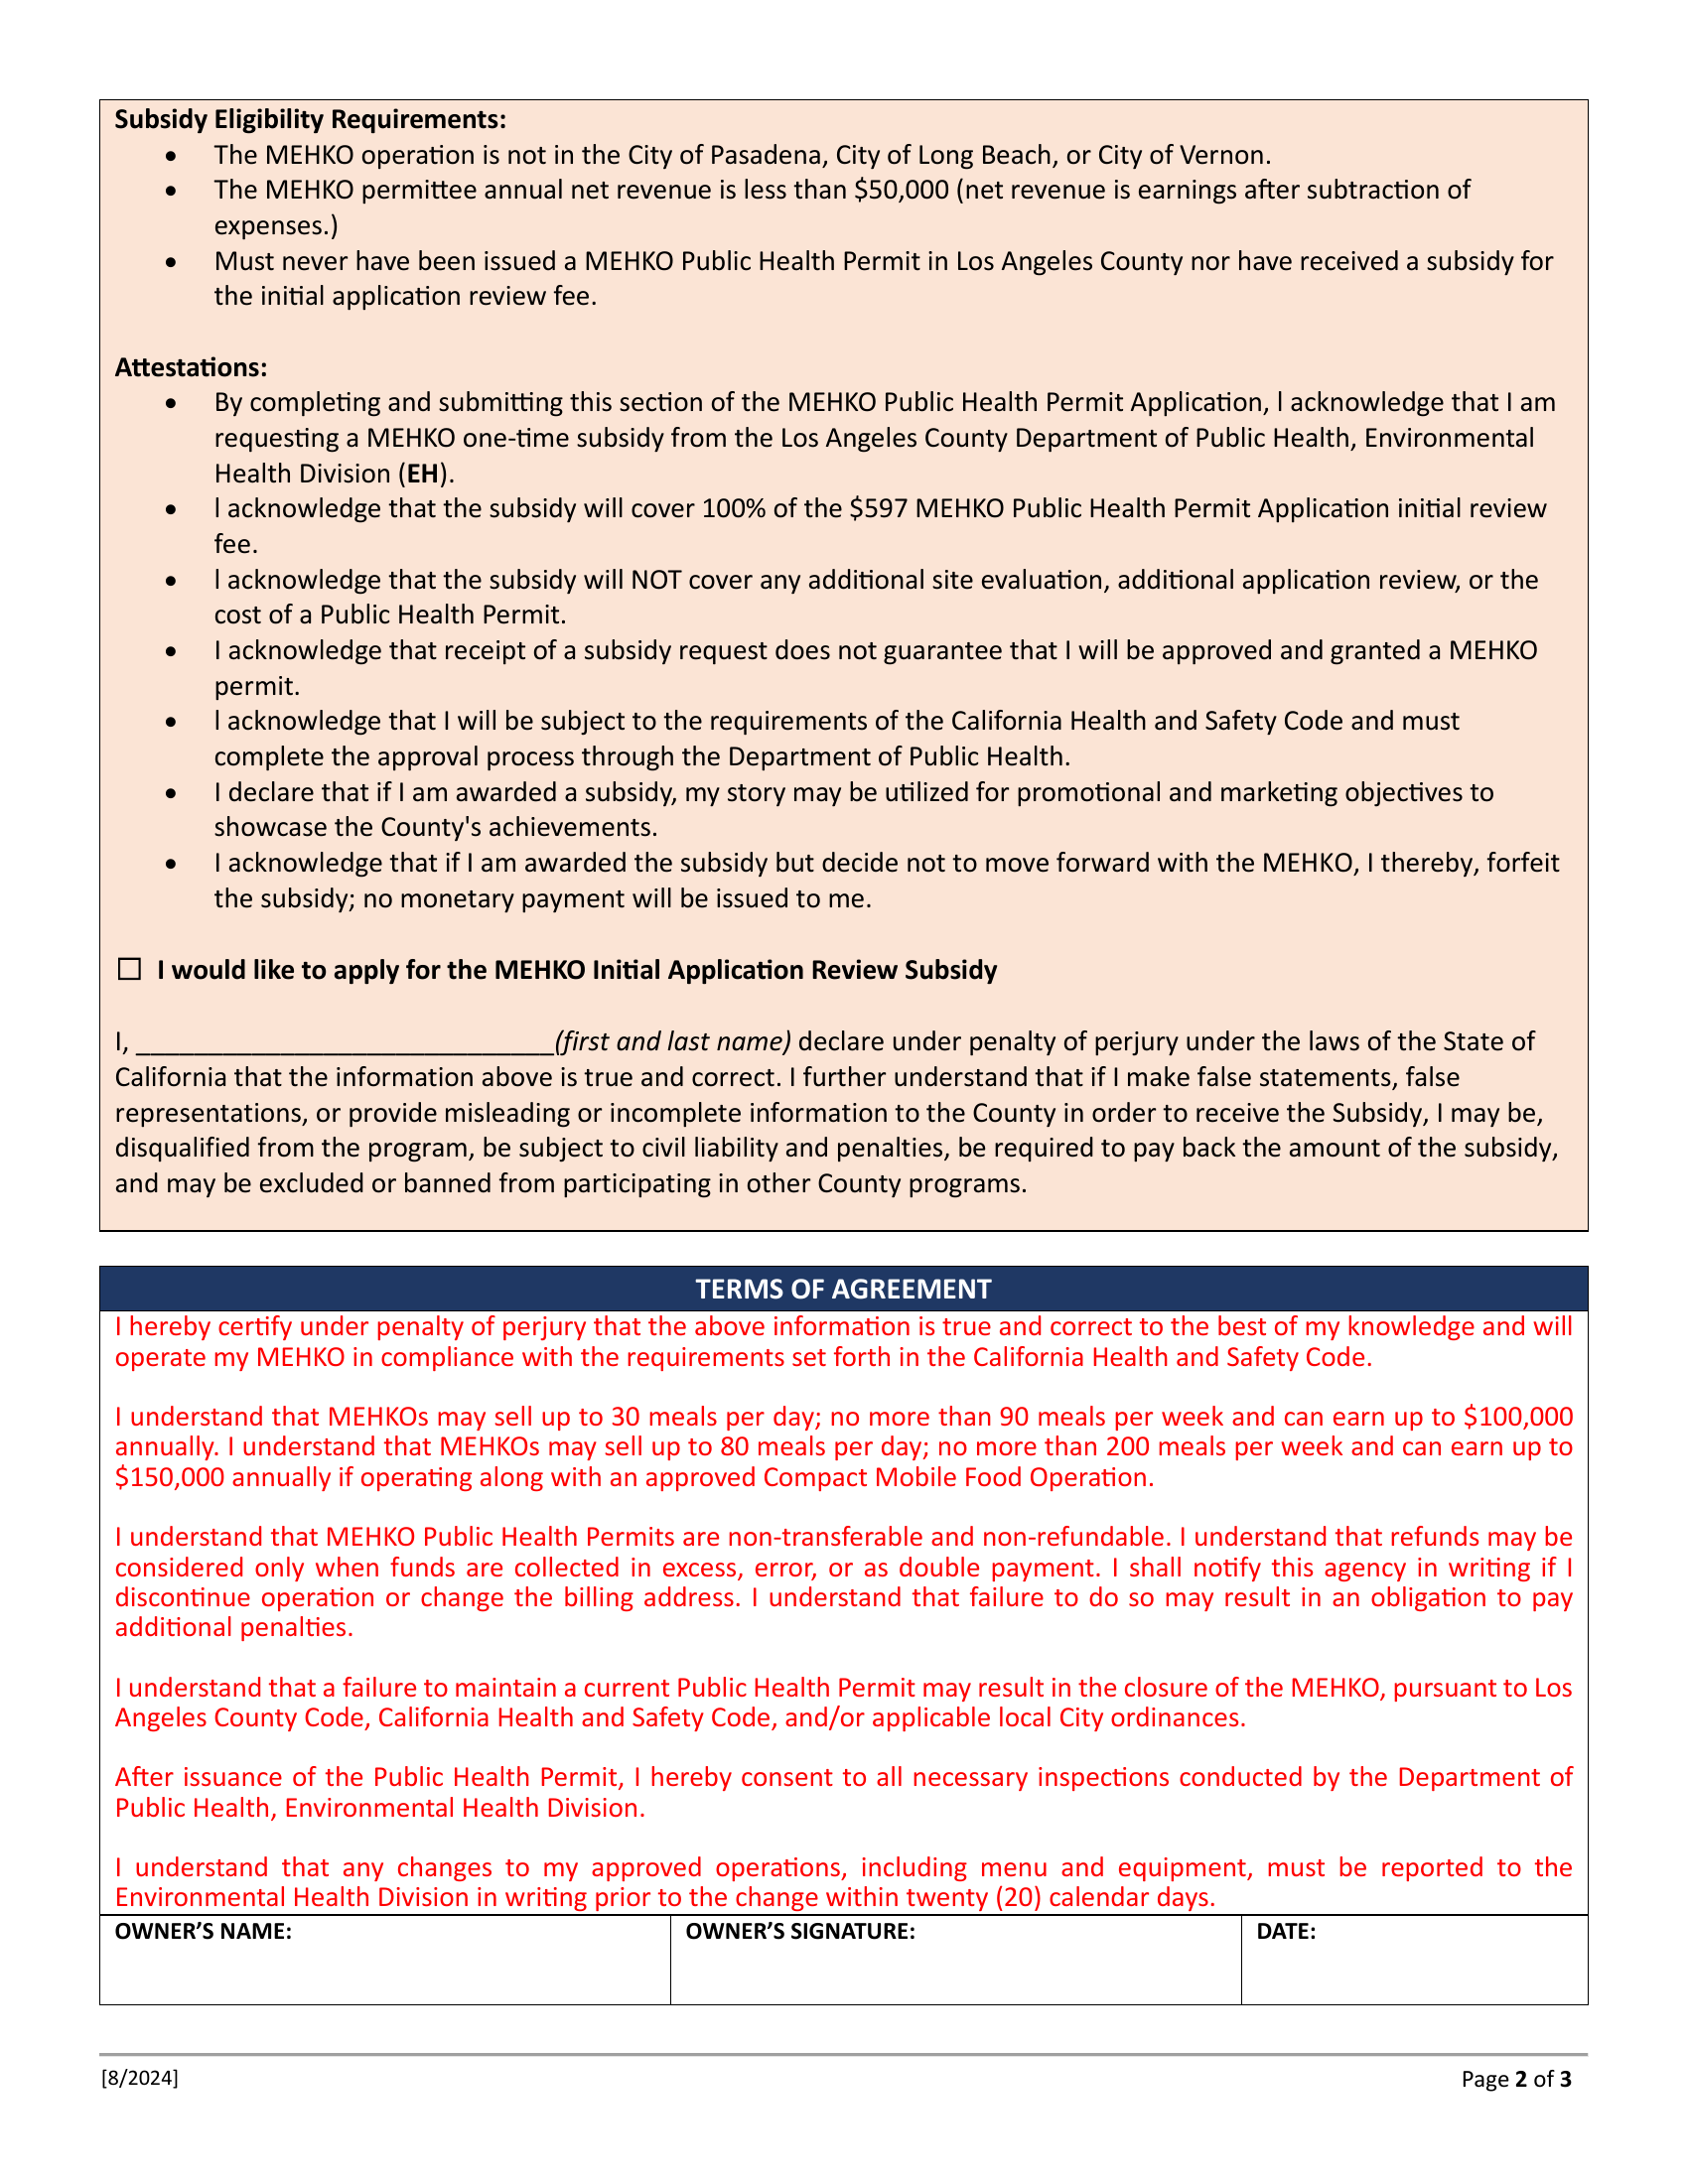 Subsidy Eligibility Requirements:
• The MEHKO operation is not in the City of Pasadena, City of Long Beach, or City of Vernon.
• The MEHKO permittee annual net revenue is less than $50,000 (net revenue is earnings after subtraction of
expenses.)
• Must never have been issued a MEHKO Public Health Permit in Los Angeles County nor have received a subsidy for
the initial application review fee.
Attestations:
• By completing and submitting this section of the MEHKO Public Health Permit Application, l acknowledge that I am
requesting a MEHKO one-time subsidy from the Los Angeles County Department of Public Health, Environmental
Health Division (EH).
• l acknowledge that the subsidy will cover 100% of the $597 MEHKO Public Health Permit Application initial review
fee.
• l acknowledge that the subsidy will NOT cover any additional site evaluation, additional application review, or the
cost of a Public Health Permit.
• I acknowledge that receipt of a subsidy request does not guarantee that I will be approved and granted a MEHKO
permit.
• l acknowledge that I will be subject to the requirements of the California Health and Safety Code and must
complete the approval process through the Department of Public Health.
• I declare that if I am awarded a subsidy, my story may be utilized for promotional and marketing objectives to
showcase the County's achievements.
• I acknowledge that if I am awarded the subsidy but decide not to move forward with the MEHKO, I thereby, forfeit
the subsidy; no monetary payment will be issued to me.
☐ I would like to apply for the MEHKO Initial Application Review Subsidy
I, ______________________________(first and last name) declare under penalty of perjury under the laws of the State of
California that the information above is true and correct. I further understand that if I make false statements, false
representations, or provide misleading or incomplete information to the County in order to receive the Subsidy, I may be,
disqualified from the program, be subject to civil liability and penalties, be required to pay back the amount of the subsidy,
and may be excluded or banned from participating in other County programs.
TERMS OF AGREEMENT
I hereby certify under penalty of perjury that the above information is true and correct to the best of my knowledge and will
operate my MEHKO in compliance with the requirements set forth in the California Health and Safety Code.
I understand that MEHKOs may sell up to 30 meals per day; no more than 90 meals per week and can earn up to $100,000
annually. I understand that MEHKOs may sell up to 80 meals per day; no more than 200 meals per week and can earn up to
$150,000 annually if operating along with an approved Compact Mobile Food Operation.
I understand that MEHKO Public Health Permits are non-transferable and non-refundable. I understand that refunds may be
considered only when funds are collected in excess, error, or as double payment. I shall notify this agency in writing if I
discontinue operation or change the billing address. I understand that failure to do so may result in an obligation to pay
additional penalties.
I understand that a failure to maintain a current Public Health Permit may result in the closure of the MEHKO, pursuant to Los
Angeles County Code, California Health and Safety Code, and/or applicable local City ordinances.
After issuance of the Public Health Permit, I hereby consent to all necessary inspections conducted by the Department of
Public Health, Environmental Health Division.
I understand that any changes to my approved operations, including menu and equipment, must be reported to the
Environmental Health Division in writing prior to the change within twenty (20) calendar days.
OWNER’S NAME: OWNER’S SIGNATURE: DATE:
[8/2024] Page 2 of 3